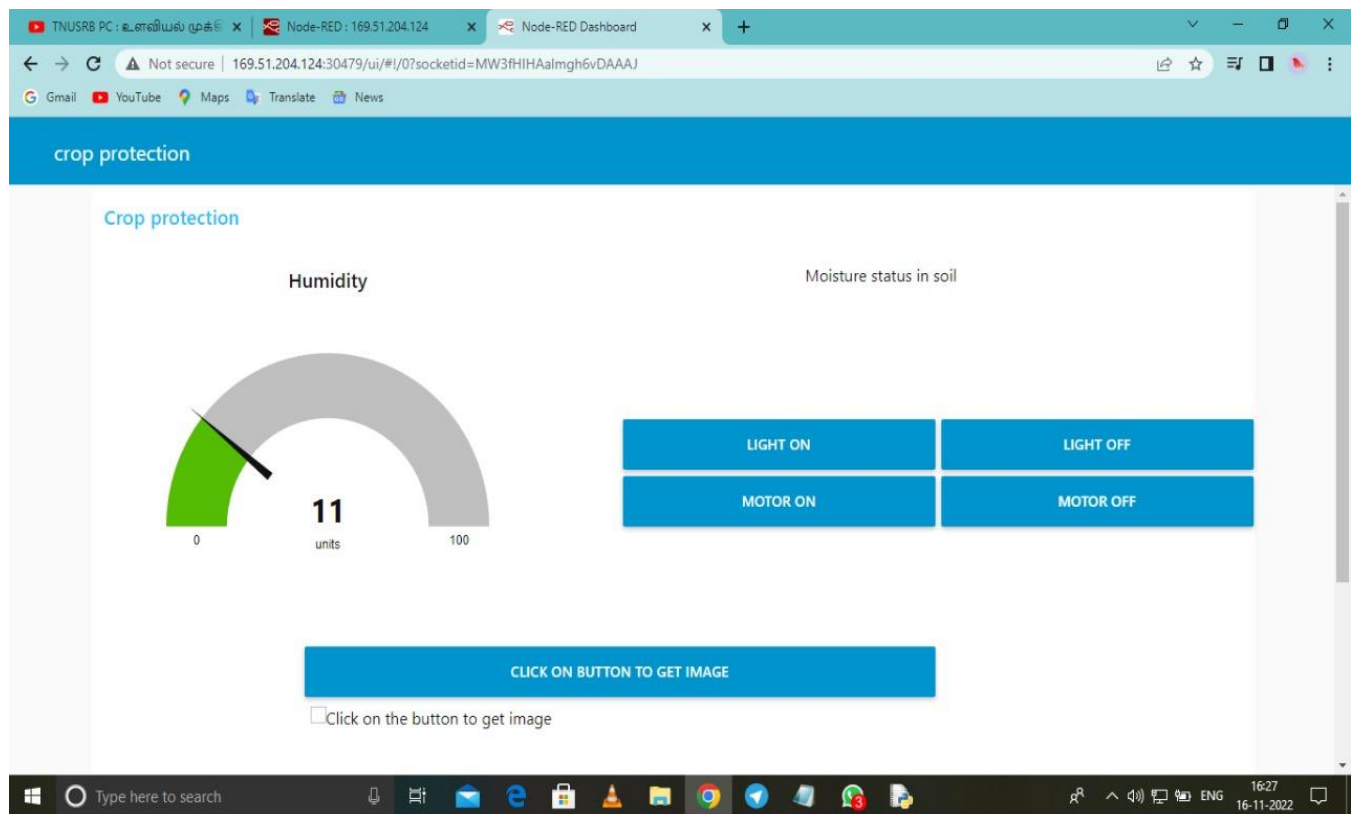 TNUSRB PC : உளவியல் முக்கி
Node-RED : 169.51.204.124
Node-RED Dashboard
Not secure | 169.51.204.124:30479/ui/#!/0?socketid=MW3fHIHAalmgh6vDAAAJ
Gmail YouTube Maps Translate News
crop protection
Crop protection
Humidity
Moisture status in soil
LIGHT ON LIGHT OFF
MOTOR ON MOTOR OFF
11
0 units 100
CLICK ON BUTTON TO GET IMAGE
Click on the button to get image
Type here to search
3
ENG
16:27
16-11-2022